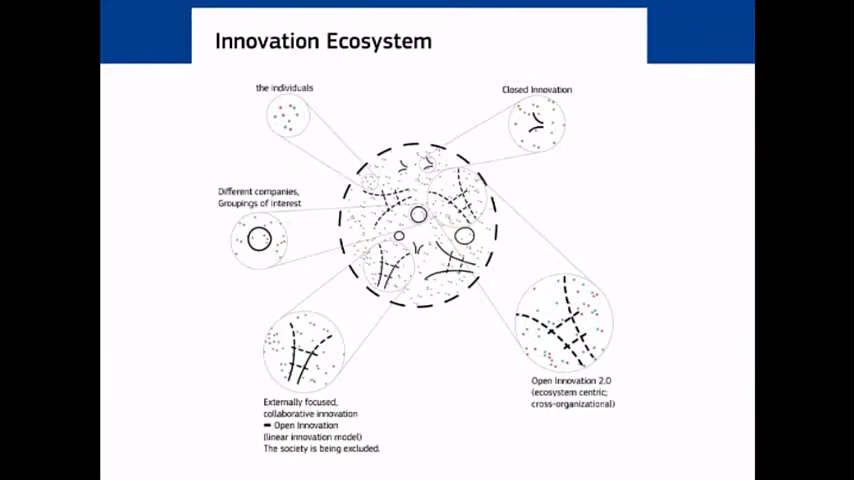 Innovation Ecosystem
the individuals
Closed Innovation
Different companies,
Groupings of interest
Externally focused,
collaborative innovation
➡ Open Innovation
(linear innovation model)
The society is being excluded.
Open Innovation 2.0
(ecosystem centric;
cross-organizational)